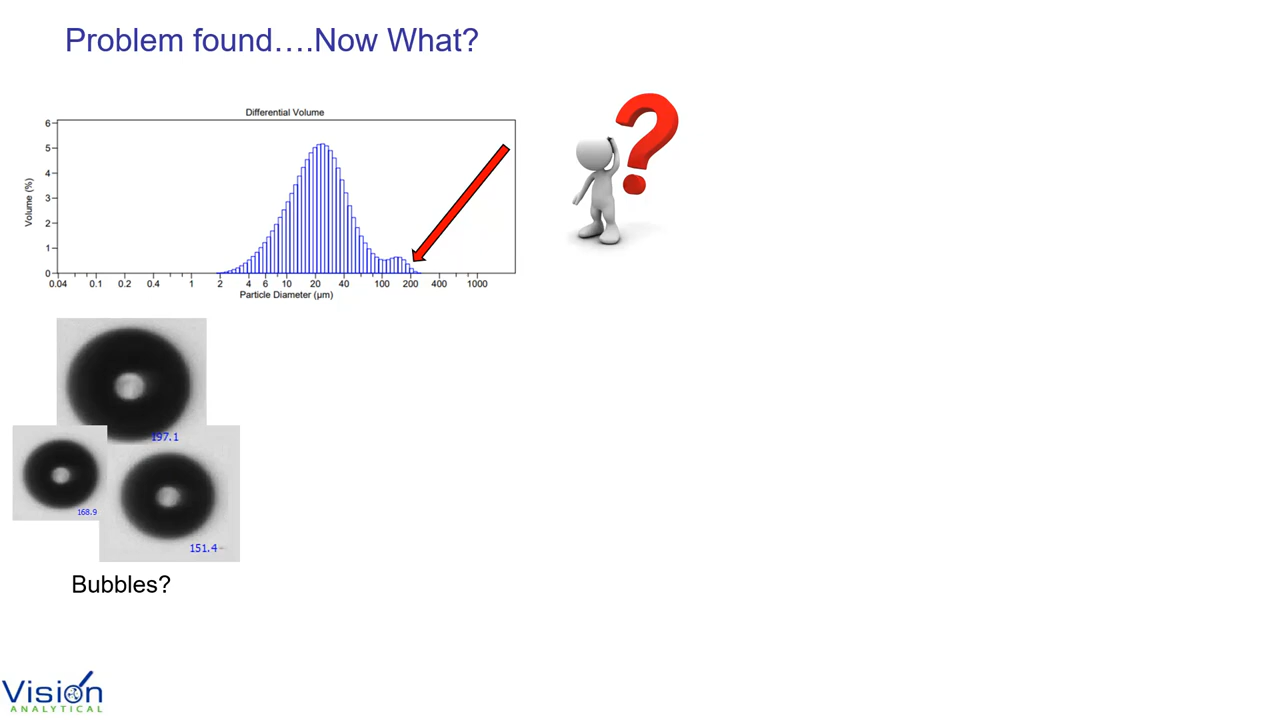 Problem found….Now What?
Differential Volume
6
5
4
3
2
1
0
Volume (%)
0.04 0.1 0.2 0.4 1 2 4 6 10 20 40 100 200 400 1000
Particle Diameter (µm)
197.1
168.9
151.4
Bubbles?
Vision
ANALYTICAL